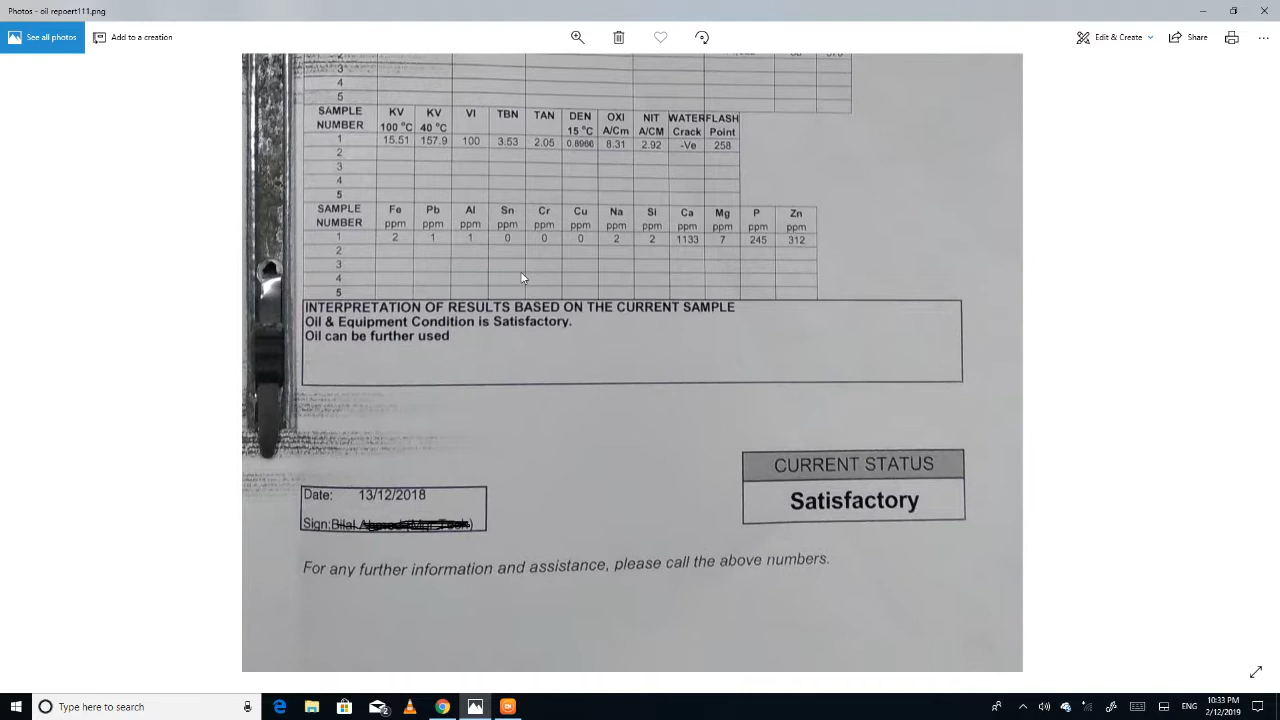 Photos - oil repoert111.png
See all photos
Add to a creation
Edit & Create
Share
3
4
5
SAMPLE NUMBER KV 100 °C KV 40 °C VI TBN TAN DEN 15 °C OXI A/Cm NIT A/CM WATER Crack FLASH Point
1 15.51 157.9 100 3.53 2.05 0.8966 8.31 2.92 -Ve 258
2
3
4
5
SAMPLE NUMBER Fe ppm Pb ppm Al ppm Sn ppm Cr ppm Cu ppm Na ppm Si ppm Ca ppm Mg ppm P ppm Zn ppm
1 2 1 1 0 0 0 2 2 1133 7 245 312
2
3
4
5
INTERPRETATION OF RESULTS BASED ON THE CURRENT SAMPLE
Oil & Equipment Condition is Satisfactory.
Oil can be further used
CURRENT STATUS
Satisfactory
Date: 13/12/2018
Sign:
For any further information and assistance, please call the above numbers.
Type here to search
2
ENG
10:33 PM
2/12/2019